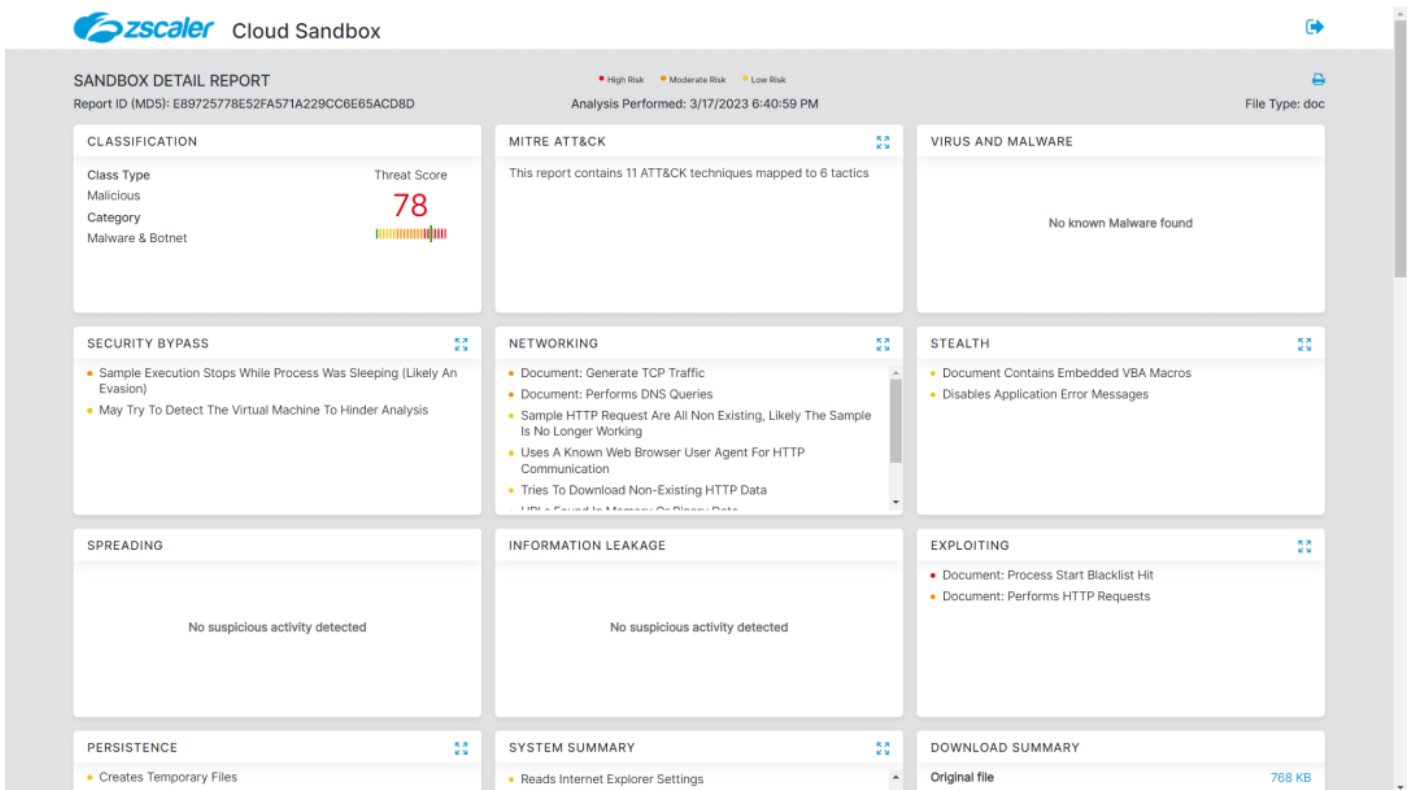 zscaler Cloud Sandbox
SANDBOX DETAIL REPORT
High Risk Moderate Risk Low Risk
Report ID (MD5): E89725778E52FA571A229CC6E65ACD8D
Analysis Performed: 3/17/2023 6:40:59 PM
File Type: doc
CLASSIFICATION
Class Type
Malicious
Category
Malware & Botnet
Threat Score
78
MITRE ATT&CK
This report contains 11 ATT&CK techniques mapped to 6 tactics
VIRUS AND MALWARE
No known Malware found
SECURITY BYPASS
Sample Execution Stops While Process Was Sleeping (Likely An
Evasion)
May Try To Detect The Virtual Machine To Hinder Analysis
NETWORKING
Document: Generate TCP Traffic
Document: Performs DNS Queries
Sample HTTP Request Are All Non Existing, Likely The Sample
Is No Longer Working
Uses A Known Web Browser User Agent For HTTP
Communication
Tries To Download Non-Existing HTTP Data
URLs Found In Memory Or Binary Data
STEALTH
Document Contains Embedded VBA Macros
Disables Application Error Messages
SPREADING
No suspicious activity detected
INFORMATION LEAKAGE
No suspicious activity detected
EXPLOITING
Document: Process Start Blacklist Hit
Document: Performs HTTP Requests
PERSISTENCE
Creates Temporary Files
SYSTEM SUMMARY
Reads Internet Explorer Settings
DOWNLOAD SUMMARY
Original file 768 KB